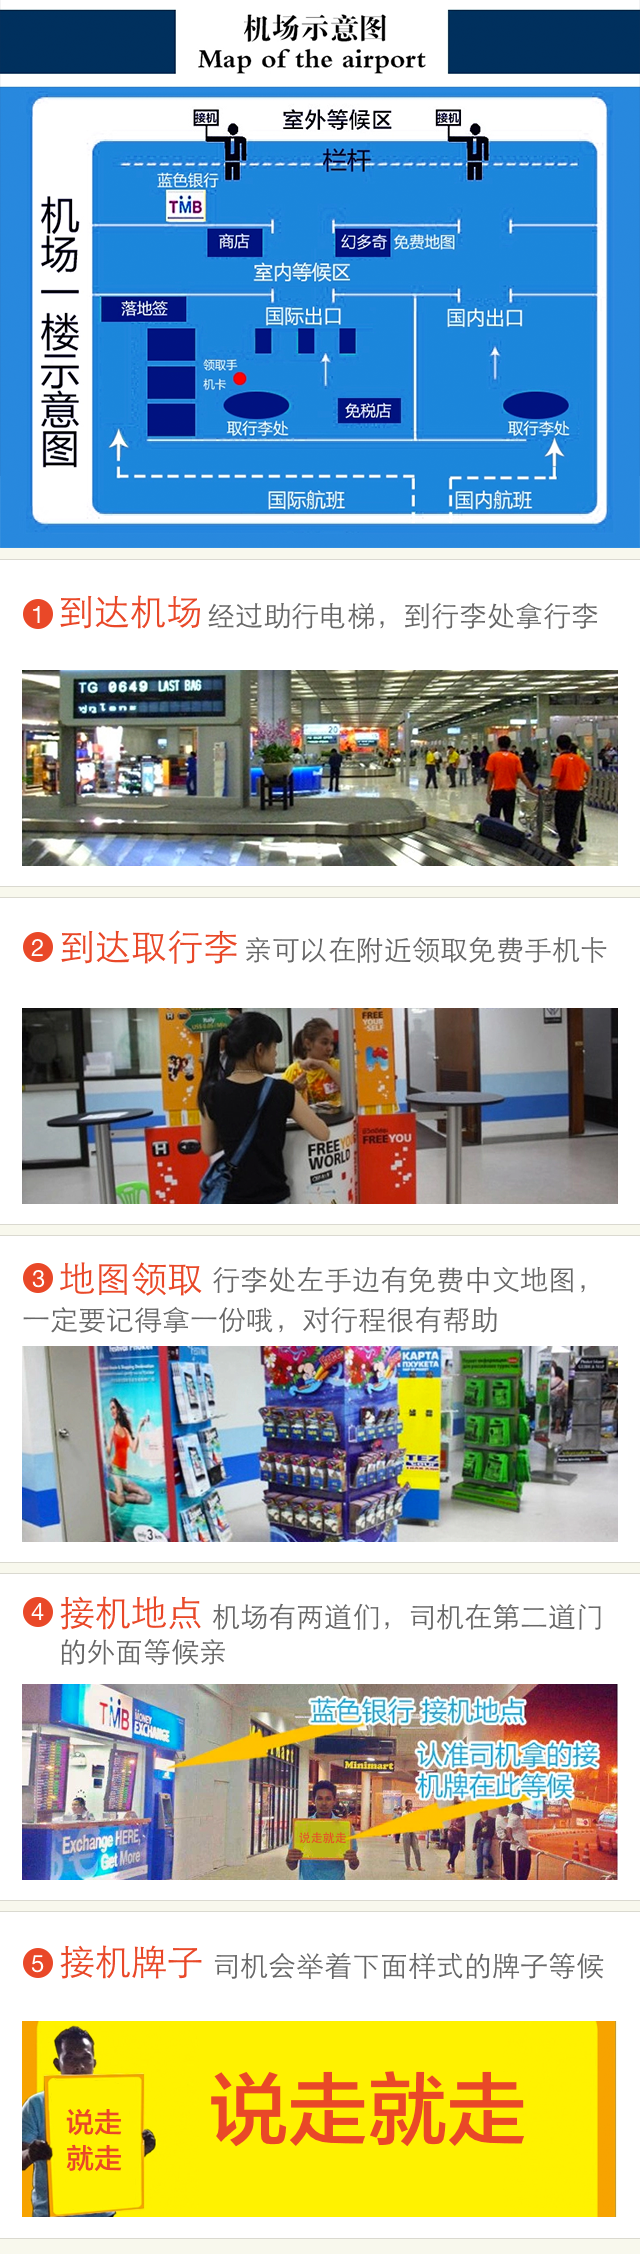 机场示意图
Map of the airport
接机
接机
室外等候区
栏杆
蓝色银行
TMB
商店
幻多奇
免费地图
室内等候区
机场一楼示意图
落地签
国际出口
国内出口
领取手
机卡
免税店
取行李处
取行李处
国际航班
国内航班
1 到达机场 经过助行电梯，到行李处拿行李
TG 0649 LAST BAG
2 到达取行李 亲可以在附近领取免费手机卡
Italy
FREE
YOUR
SELF
FREEYOU
WORLD
FREEYOU
3 地图领取 行李处左手边有免费中文地图，
一定要记得拿一份哦，对行程很有帮助
КАРТА
ПХУКЕТА
TEZ
TOUR
only 3
4 接机地点 机场有两道们，司机在第二道门
的外面等候亲
TMB
MONEY
EXCHANGE
蓝色银行 接机地点
认准司机拿的接
机牌在此等候
Minimart
说走就走
Exchange HERE,
Get More
5 接机牌子 司机会举着下面样式的牌子等候
说走就走
说走
就走